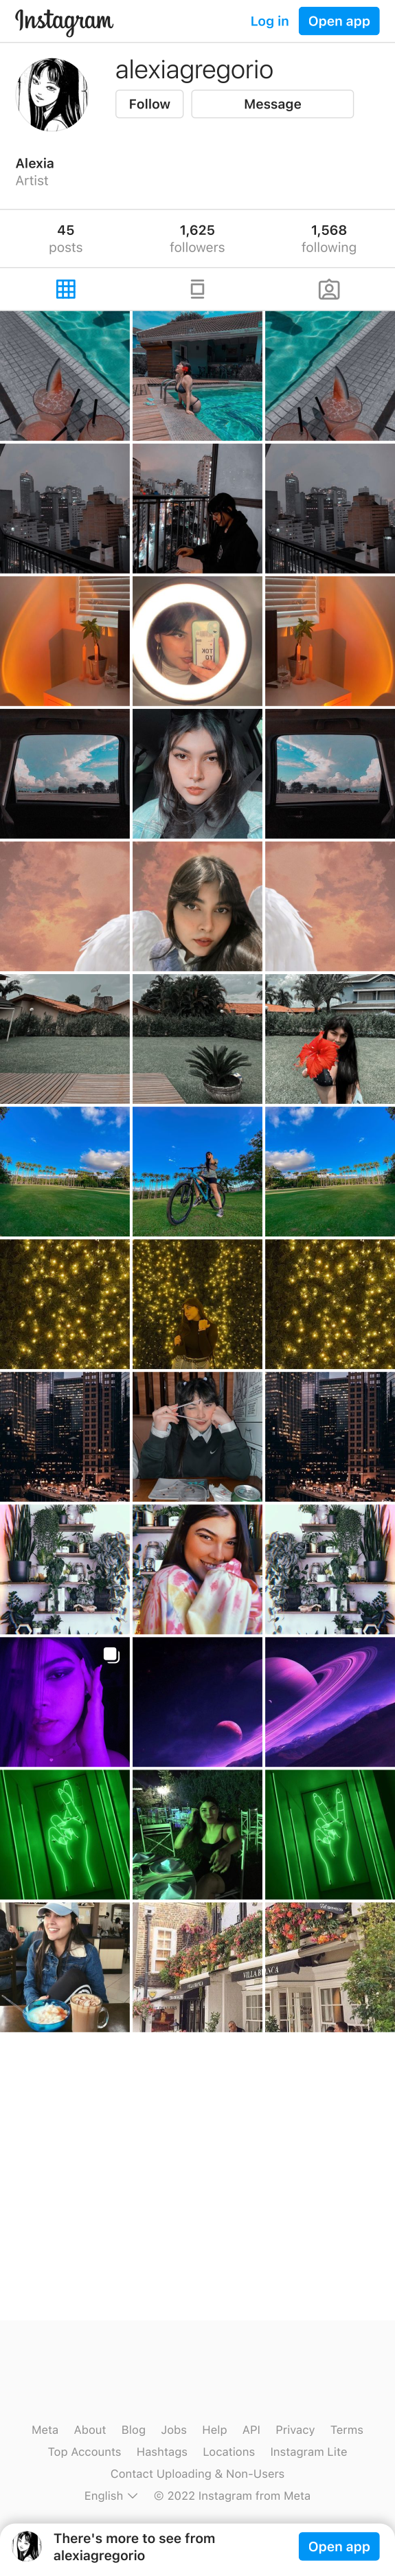 Instagram
Log in
Open app
alexiagregorio
Follow
Message
Alexia
Artist
45
posts
1,625
followers
1,568
following
VILLA BIANCA
Meta About Blog Jobs Help API Privacy Terms
Top Accounts Hashtags Locations Instagram Lite
Contact Uploading & Non-Users
English © 2022 Instagram from Meta
There's more to see from
alexiagregorio
Open app